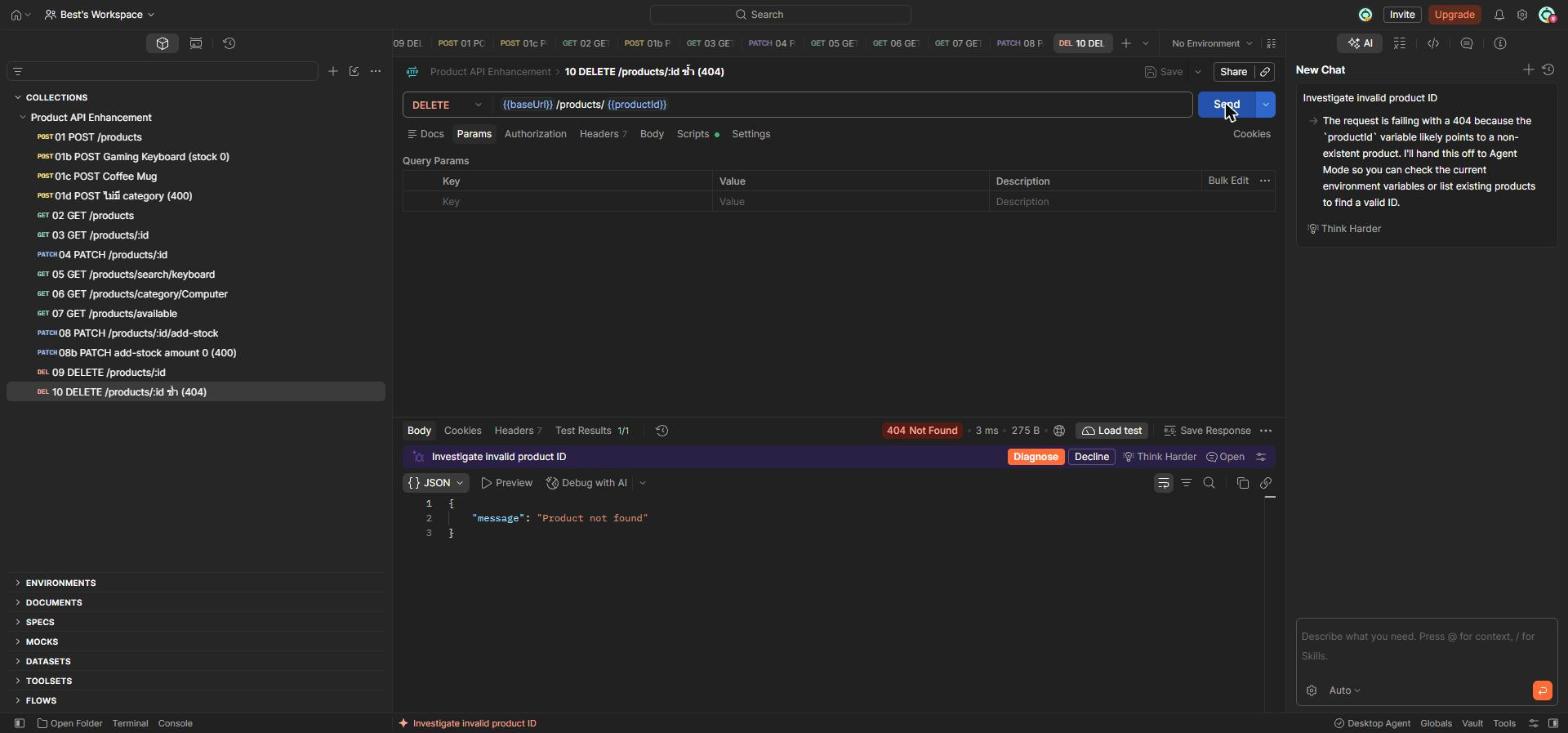 Best's Workspace
Search
Invite
Upgrade
09 DEL
POST 01 PC
POST 01c P
GET 02 GE
POST 01b P
GET 03 GE
PATCH 04 F
GET 05 GE
GET 06 GE
GET 07 GE
PATCH 08 P
DEL 10 DEL
No Environment
AI
COLLECTIONS
Product API Enhancement
POST 01 POST /products
POST 01b POST Gaming Keyboard (stock 0)
POST 01c POST Coffee Mug
POST 01d POST ไม่มี category (400)
GET 02 GET /products
GET 03 GET /products/:id
PATCH 04 PATCH /products/:id
GET 05 GET /products/search/keyboard
GET 06 GET /products/category/Computer
GET 07 GET /products/available
PATCH 08 PATCH /products/:id/add-stock
PATCH 08b PATCH add-stock amount 0 (400)
DEL 09 DELETE /products/:id
DEL 10 DELETE /products/:id ซ้ำ (404)
ENVIRONMENTS
DOCUMENTS
SPECS
MOCKS
DATASETS
TOOLSETS
FLOWS
HTTP Product API Enhancement > 10 DELETE /products/:id ซ้ำ (404)
Save
Share
DELETE
{{baseUrl}} /products/ {{productId}}
Send
Docs Params Authorization Headers 7 Body Scripts Settings
Cookies
Query Params
Key Value Description Bulk Edit
Key Value Description
Body Cookies Headers 7 Test Results 1/1
404 Not Found 3 ms 275 B Load test Save Response
Investigate invalid product ID
Diagnose Decline Think Harder Open
{ } JSON Preview Debug with AI
1 {
2 "message": "Product not found"
3 }
New Chat
Investigate invalid product ID
The request is failing with a 404 because the
`productId` variable likely points to a non-
existent product. I'll hand this off to Agent
Mode so you can check the current
environment variables or list existing products
to find a valid ID.
Think Harder
Describe what you need. Press @ for context, / for
Skills.
Auto
Open Folder Terminal Console
Investigate invalid product ID
Desktop Agent Globals Vault Tools